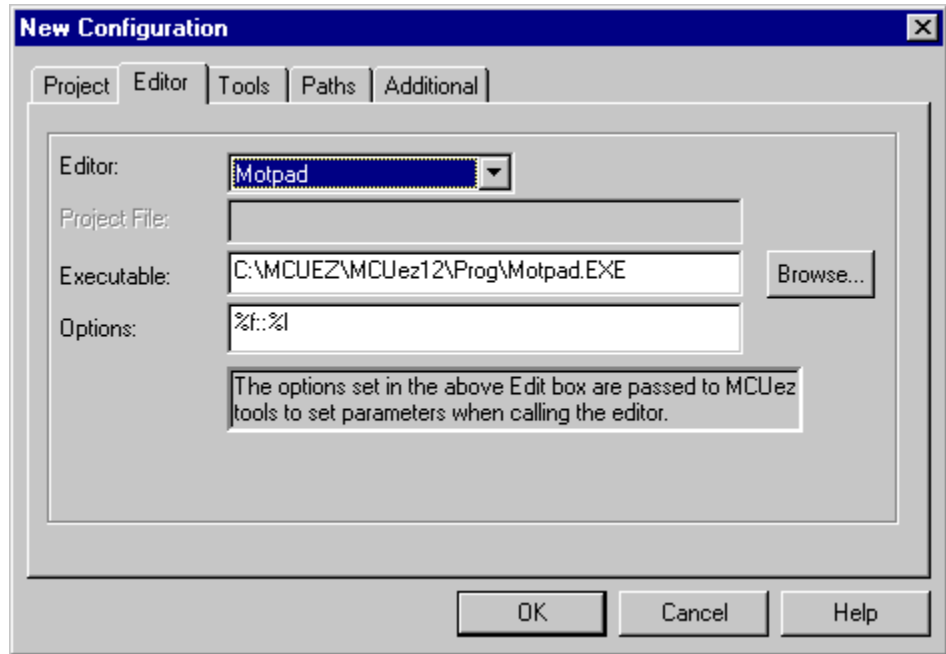 New Configuration
Project Editor Tools Paths Additional
Editor: Motpad
Project File:
Executable: C:\MCUEZ\MCUez12\Prog\Motpad.EXE Browse...
Options: %f::%l
The options set in the above Edit box are passed to MCUez
tools to set parameters when calling the editor.
OK Cancel Help